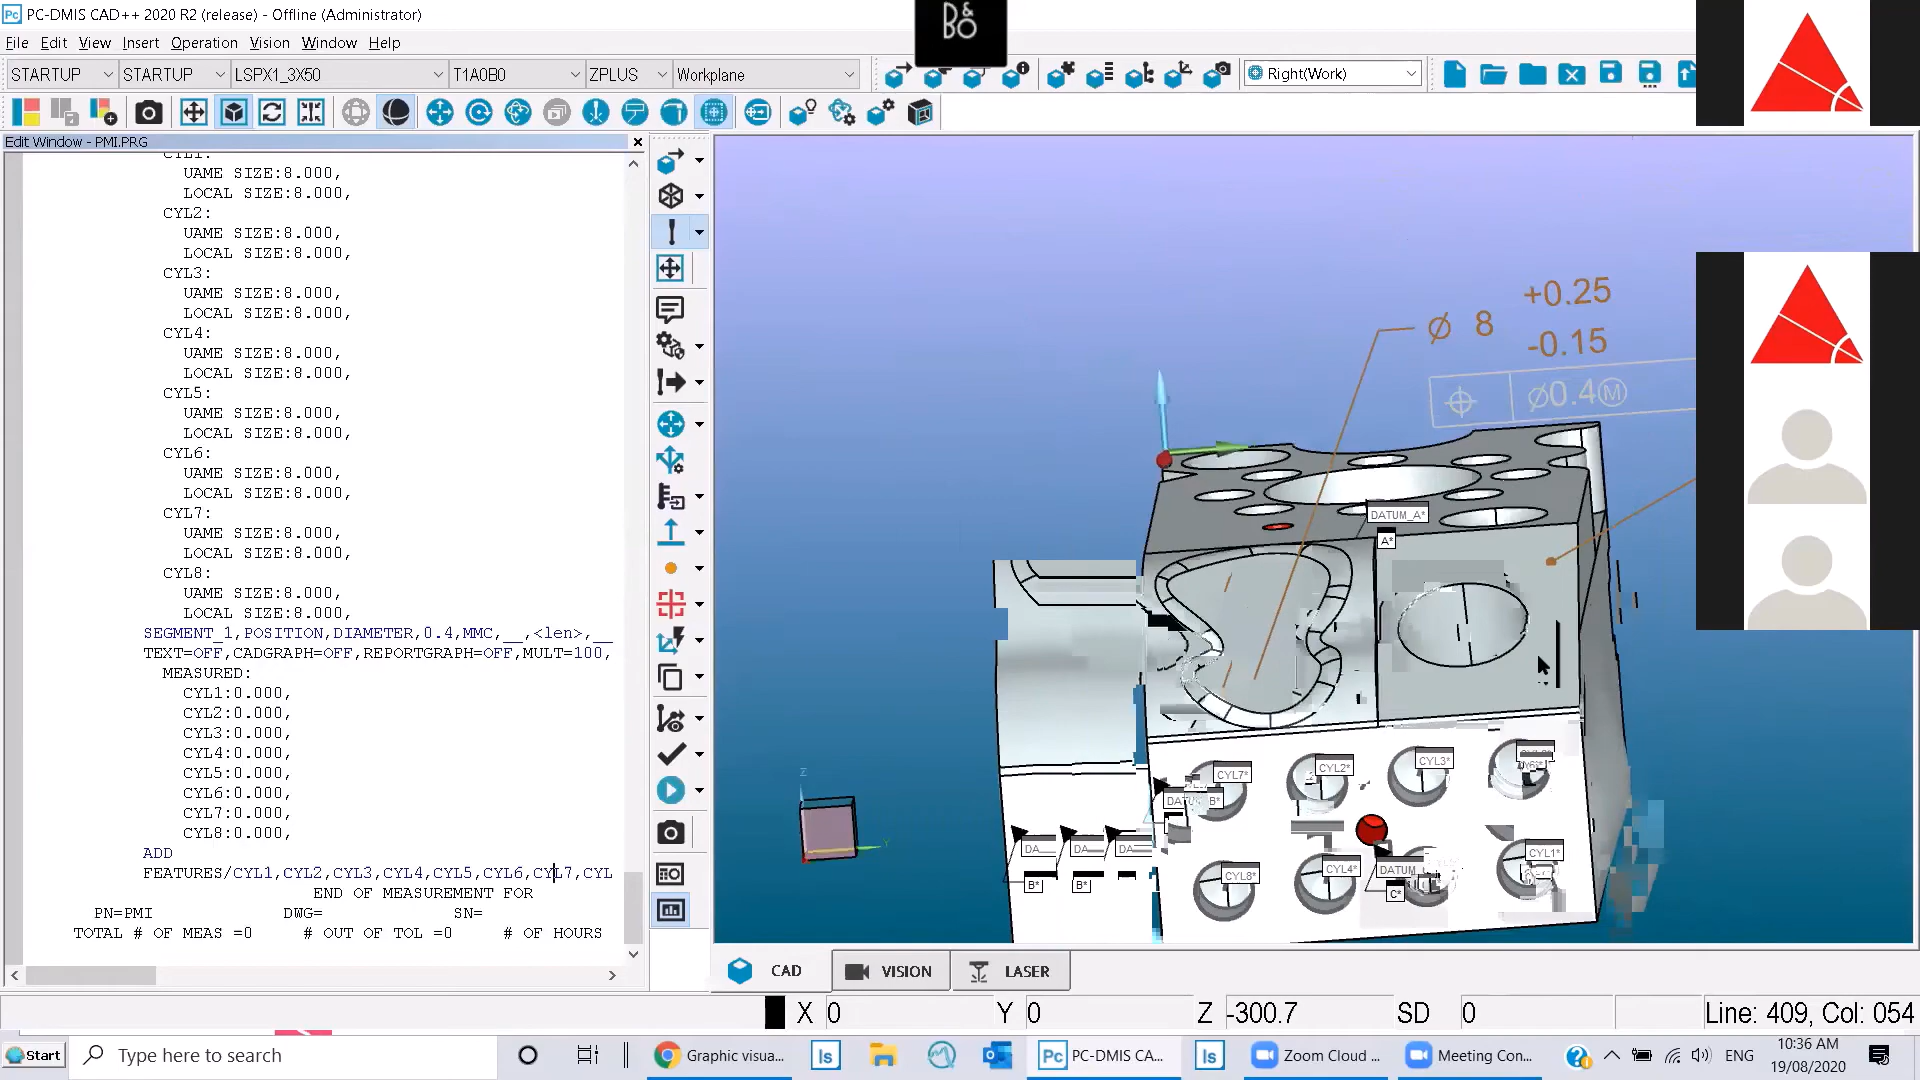 PC-DMIS CAD++ 2020 R2 (release) - Offline (Administrator)
B&O
File Edit View Insert Operation Vision Window Help
STARTUP STARTUP LSPX1_3X50 T1A0B0 ZPLUS Workplane Right(Work)
Edit Window - PMI.PRG
CYL1:
UAME SIZE:8.000,
LOCAL SIZE:8.000,
CYL2:
UAME SIZE:8.000,
LOCAL SIZE:8.000,
CYL3:
UAME SIZE:8.000,
LOCAL SIZE:8.000,
CYL4:
UAME SIZE:8.000,
LOCAL SIZE:8.000,
CYL5:
UAME SIZE:8.000,
LOCAL SIZE:8.000,
CYL6:
UAME SIZE:8.000,
LOCAL SIZE:8.000,
CYL7:
UAME SIZE:8.000,
LOCAL SIZE:8.000,
CYL8:
UAME SIZE:8.000,
LOCAL SIZE:8.000,
SEGMENT_1,POSITION,DIAMETER,0.4,MMC,__,<len>,__
TEXT=OFF,CADGRAPH=OFF,REPORTGRAPH=OFF,MULT=100,
MEASURED:
CYL1:0.000,
CYL2:0.000,
CYL3:0.000,
CYL4:0.000,
CYL5:0.000,
CYL6:0.000,
CYL7:0.000,
CYL8:0.000,
ADD
FEATURES/CYL1,CYL2,CYL3,CYL4,CYL5,CYL6,CYL7,CYL
END OF MEASUREMENT FOR
PN=PMI DWG= SN=
TOTAL # OF MEAS =0 # OUT OF TOL =0 # OF HOURS
+0.25
Ø 8
-0.15
Ø0.4Ⓜ
DATUM_A*
A*
CYL7* CYL2* CYL3*
B*
DA DA DA
B* B*
CYL8* CYL4* DATUM CYL1*
C*
Z
Y
CAD VISION LASER
X 0 Y 0 Z -300.7 SD 0 Line: 409, Col: 054
Start Type here to search Graphic visua... ls PC-DMIS CA... ls Zoom Cloud ... Meeting Con... ENG 10:36 AM
19/08/2020